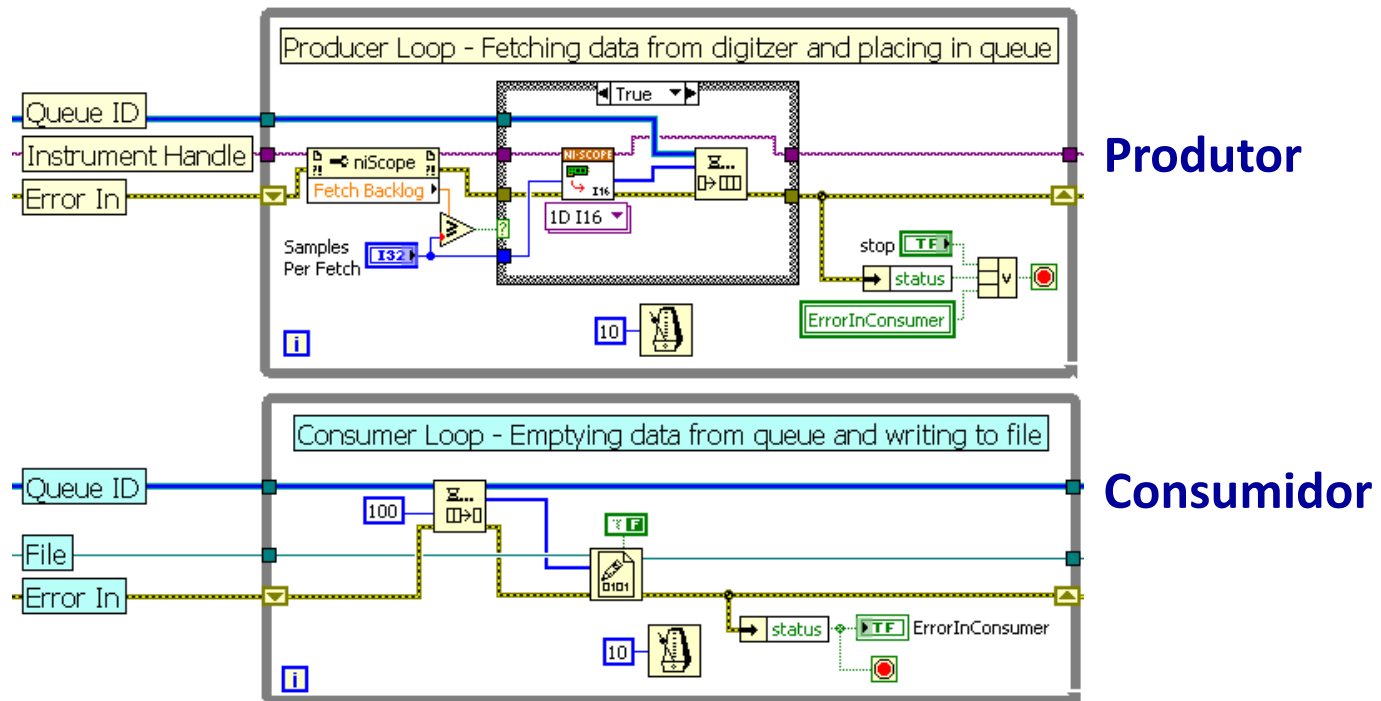 Producer Loop - Fetching data from digitzer and placing in queue
True
Queue ID
Instrument Handle
Error In
niScope
Fetch Backlog
NI-SCOPE
I16
1D I16
Samples
Per Fetch
I32
?
stop
TF
status
v
ErrorInConsumer
10
i
Produtor
Consumer Loop - Emptying data from queue and writing to file
Queue ID
100
F
File
0101
Error In
status
TF
ErrorInConsumer
10
i
Consumidor